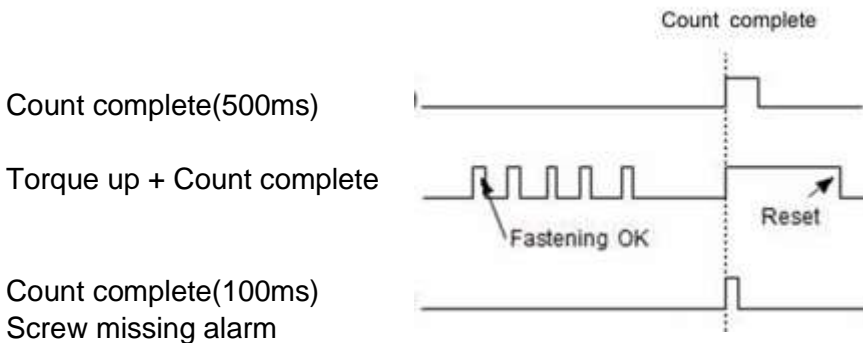 Count complete
Count complete(500ms)
Torque up + Count complete
Fastening OK
Reset
Count complete(100ms)
Screw missing alarm